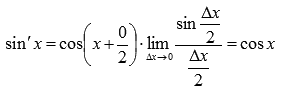 sin′ x = cos(x + 0/2) · lim_{Δx→0} (sin(Δx/2))/(Δx/2) = cos x